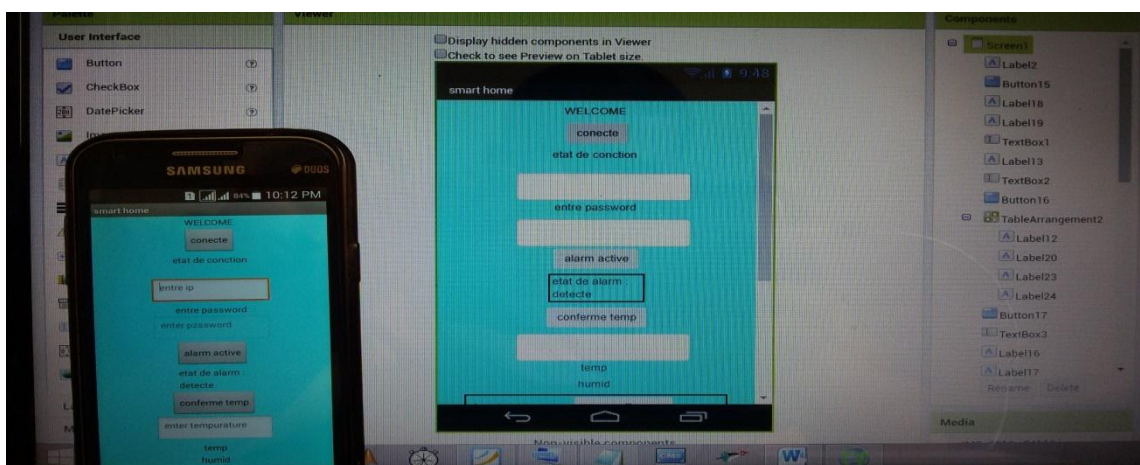 Palette
Viewer
Components
User Interface
Button
CheckBox
DatePicker
Display hidden components in Viewer
Check to see Preview on Tablet size.
9:48
smart home
WELCOME
conecte
etat de conction
entre password
alarm active
etat de alarm :
detecte
conferme temp
temp
humid
Non-visible components
SAMSUNG
DUOS
84% 10:12 PM
smart home
WELCOME
conecte
etat de conction
entre ip
entre password
alarm active
etat de alarm :
detecte
conferme temp
enter tempurature
temp
humid
Screen1
Label2
Button15
Label18
Label19
TextBox1
Label13
TextBox2
Button16
TableArrangement2
Label12
Label20
Label23
Label24
Button17
TextBox3
Label16
Label17
Rename Delete
Media